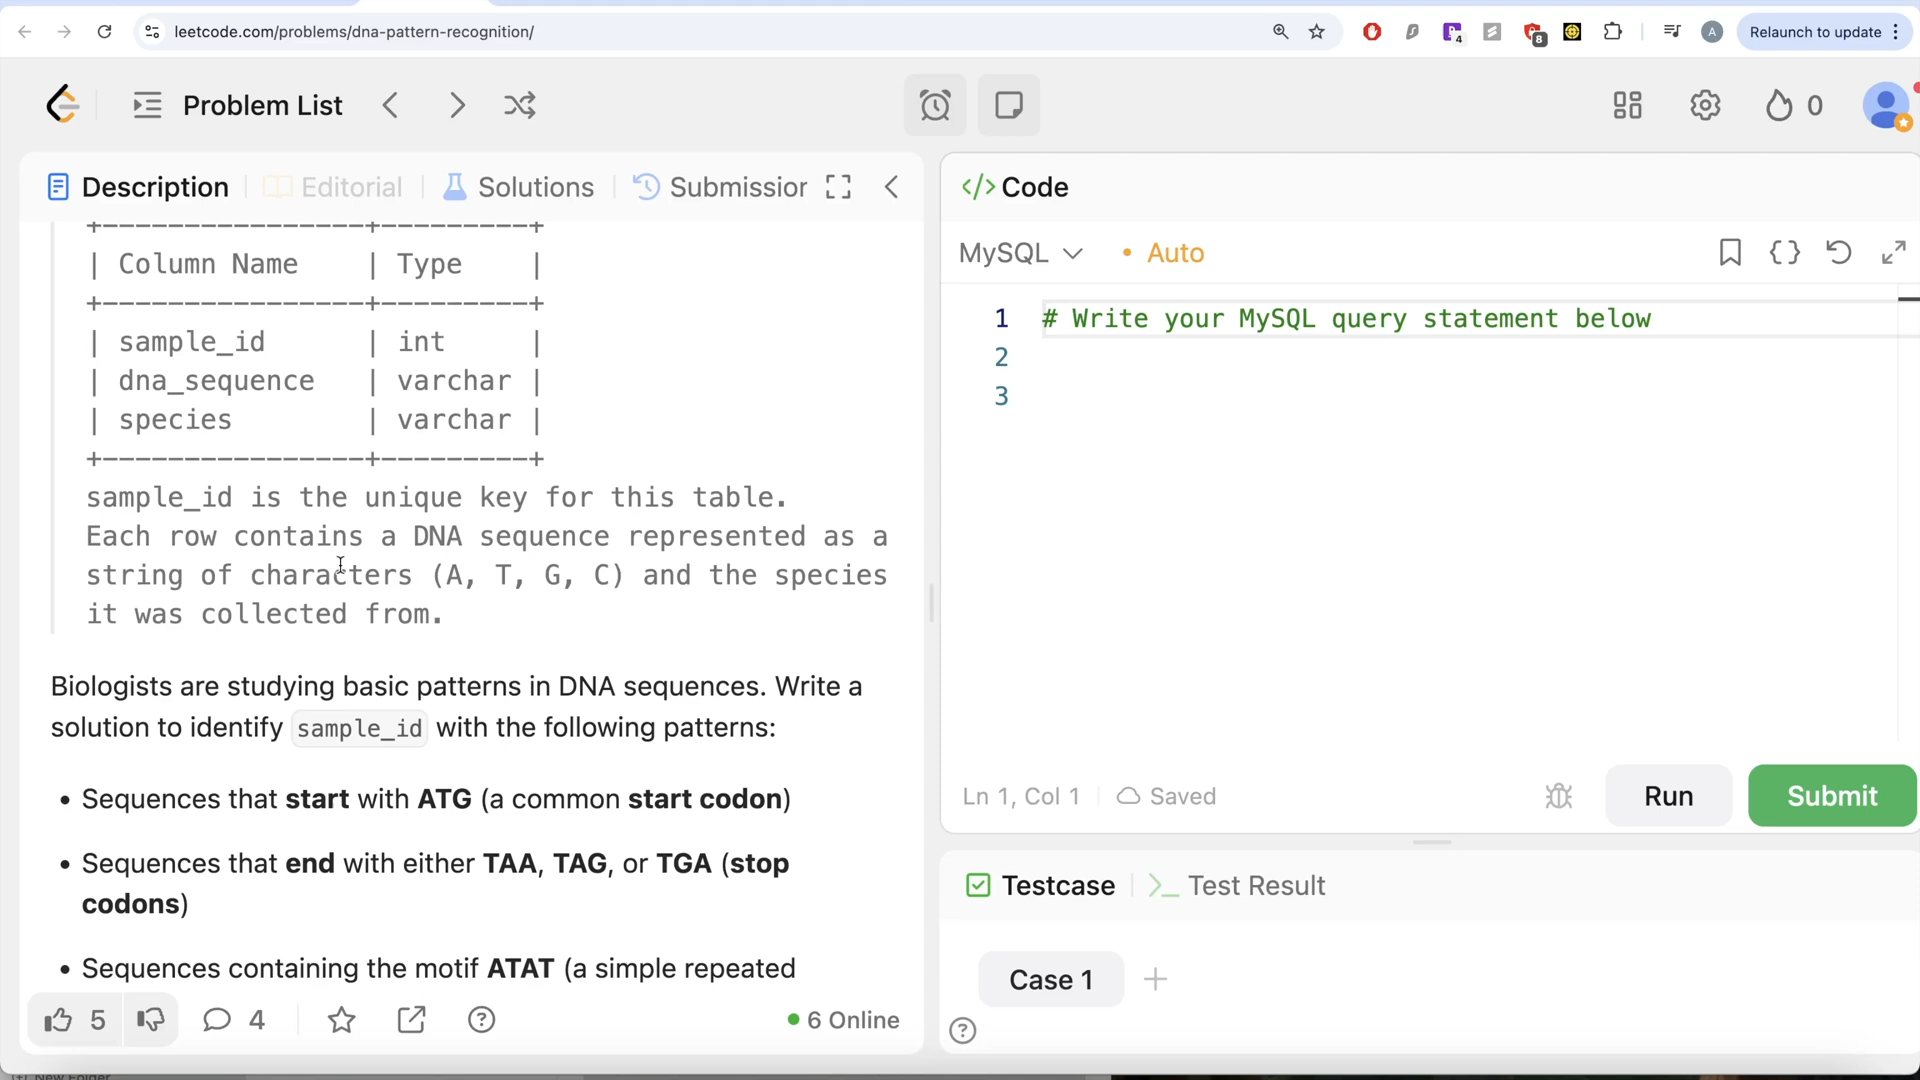 leetcode.com/problems/dna-pattern-recognition/
4
8
A
Relaunch to update
Problem List
0
Description
Editorial
Solutions
Submission
+----------------+---------+
| Column Name    | Type    |
+----------------+---------+
| sample_id      | int     |
| dna_sequence   | varchar |
| species        | varchar |
+----------------+---------+
sample_id is the unique key for this table.
Each row contains a DNA sequence represented as a
string of characters (A, T, G, C) and the species
it was collected from.
Biologists are studying basic patterns in DNA sequences. Write a
solution to identify sample_id with the following patterns:
• Sequences that start with ATG (a common start codon)
• Sequences that end with either TAA, TAG, or TGA (stop
codons)
• Sequences containing the motif ATAT (a simple repeated
5
4
6 Online
</> Code
MySQL
• Auto
1 # Write your MySQL query statement below
2
3
Ln 1, Col 1
Saved
Run
Submit
Testcase
>_ Test Result
Case 1
+